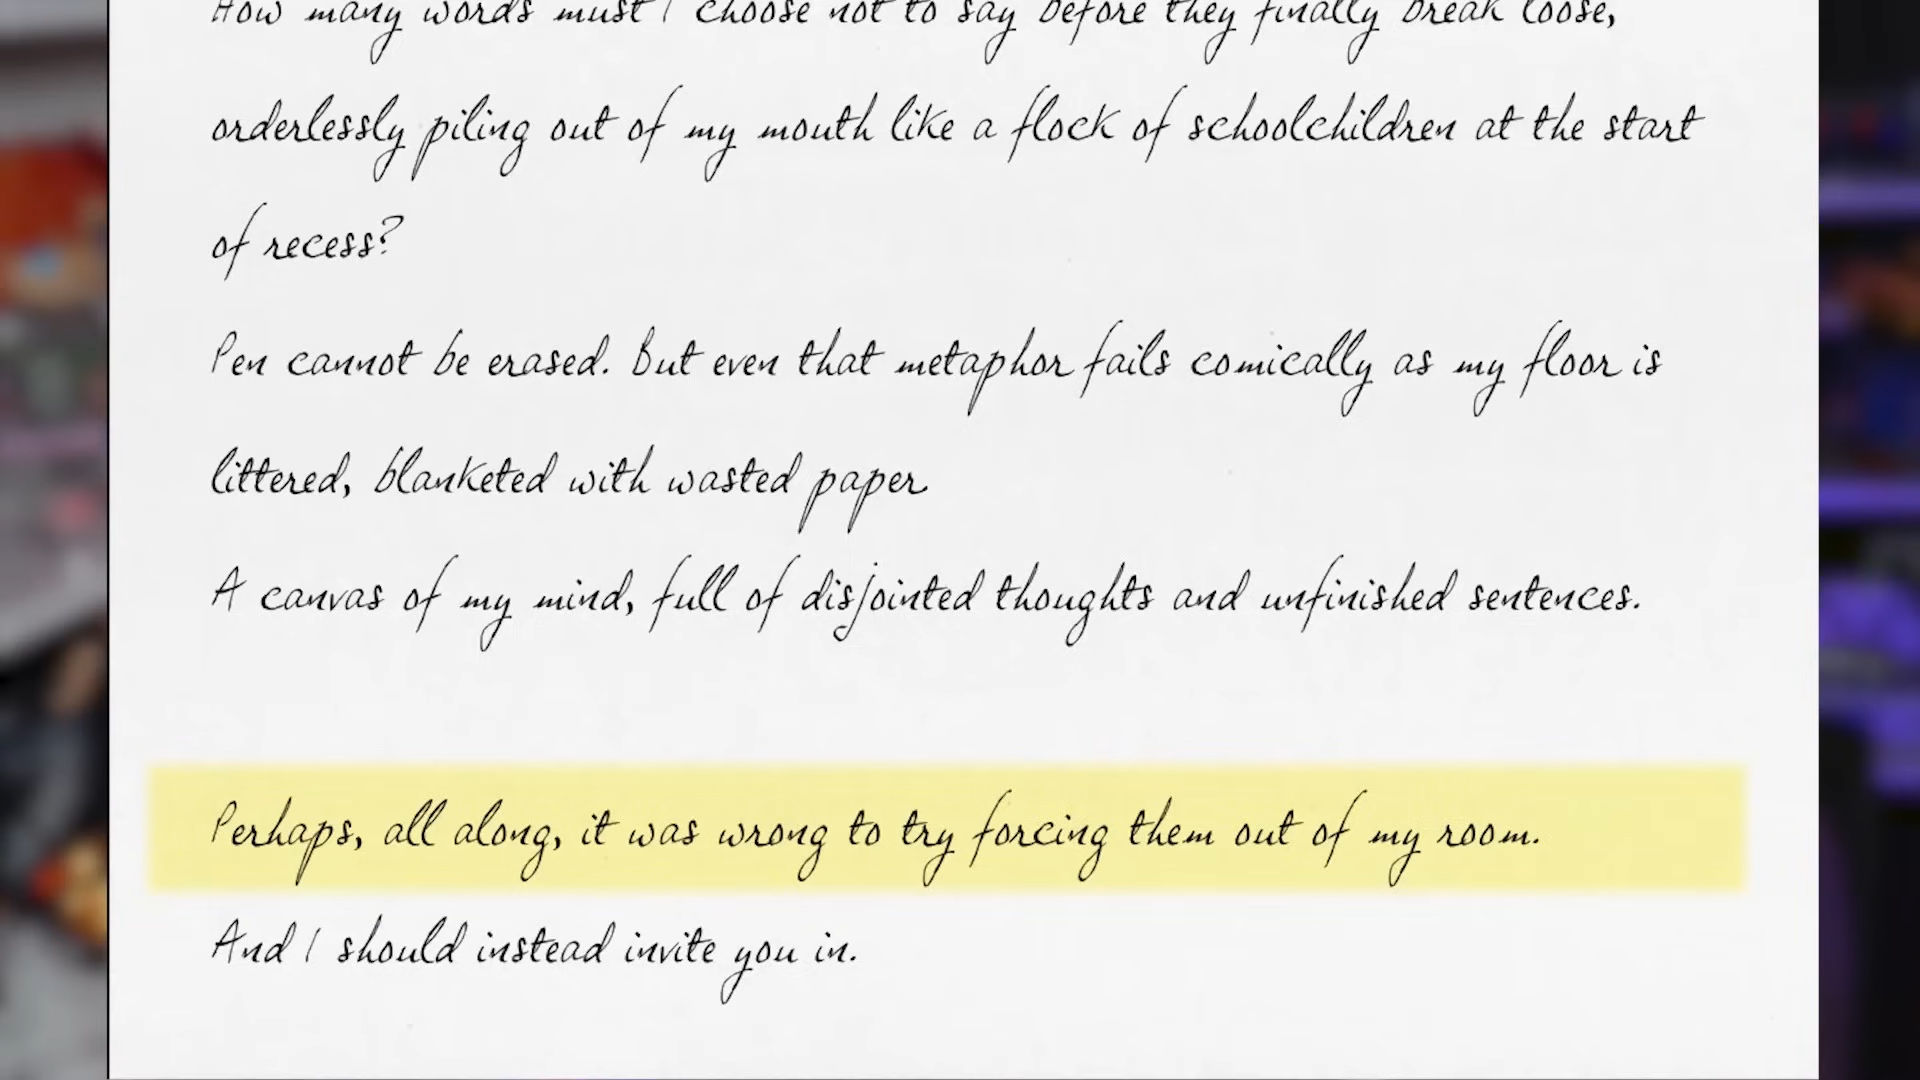 How many words must I choose not to say before they finally break loose,
orderlessly piling out of my mouth like a flock of schoolchildren at the start
of recess?
Pen cannot be erased. But even that metaphor fails comically as my floor is
littered, blanketed with wasted paper
A canvas of my mind, full of disjointed thoughts and unfinished sentences.
Perhaps, all along, it was wrong to try forcing them out of my room.
And I should instead invite you in.